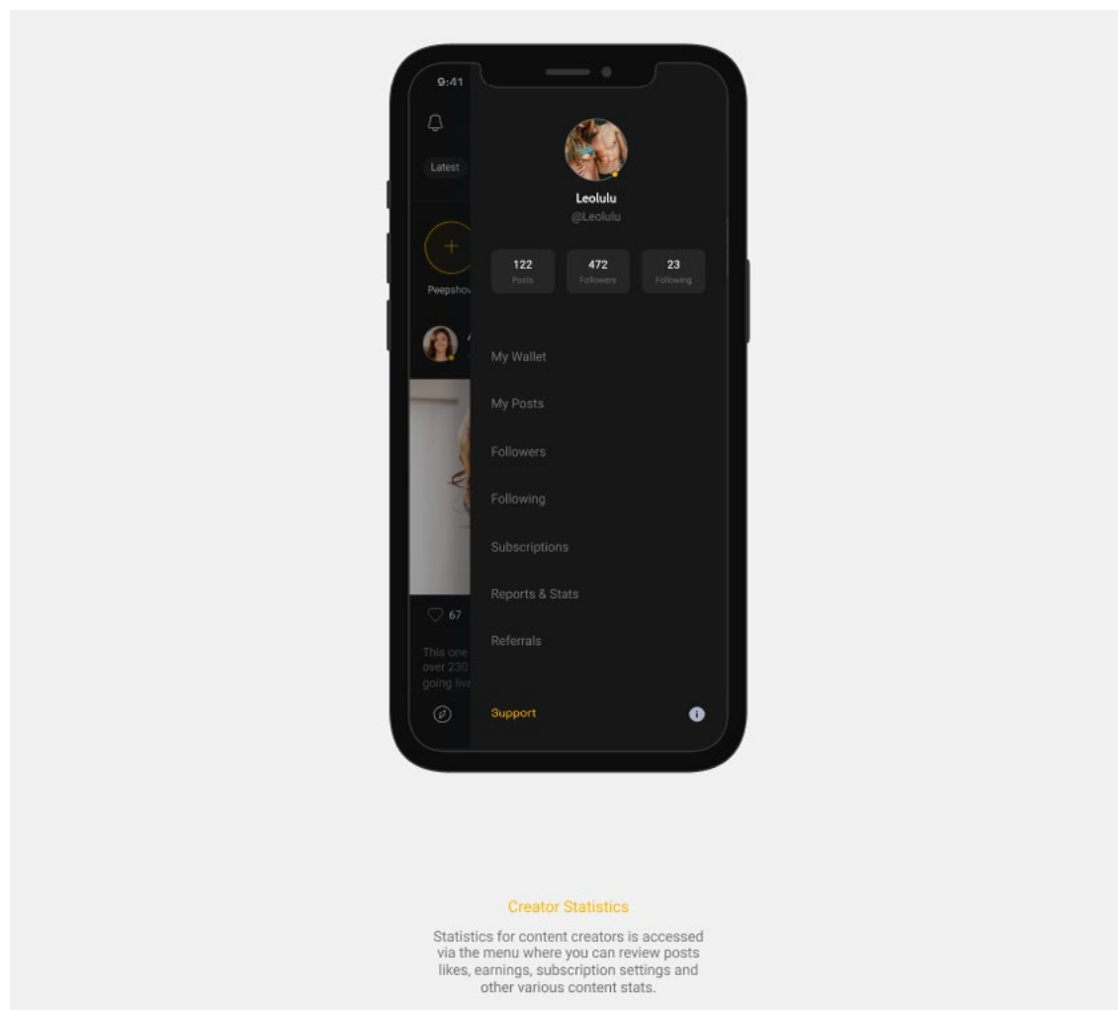 9:41
Latest
Leolulu
@Leolulu
122
Posts
472
Followers
23
Following
My Wallet
My Posts
Followers
Following
Subscriptions
Reports & Stats
Referrals
67
This one
over 230
going live
Support
Creator Statistics
Statistics for content creators is accessed
via the menu where you can review posts
likes, earnings, subscription settings and
other various content stats.